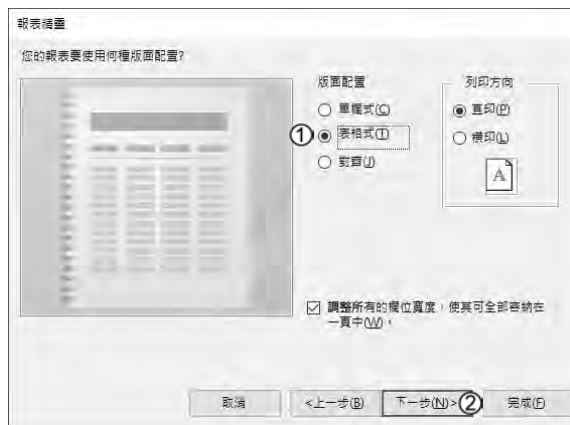 報表精靈
您的報表要使用何種版面配置?
版面配置
單欄式(C)
① 表格式(T)
對齊(J)
列印方向
直印(P)
橫印(L)
A
調整所有的欄位寬度,使其可全部容納在
一頁中(W)。
取消
<上一步(B)
下一步(N)> ②
完成(F)